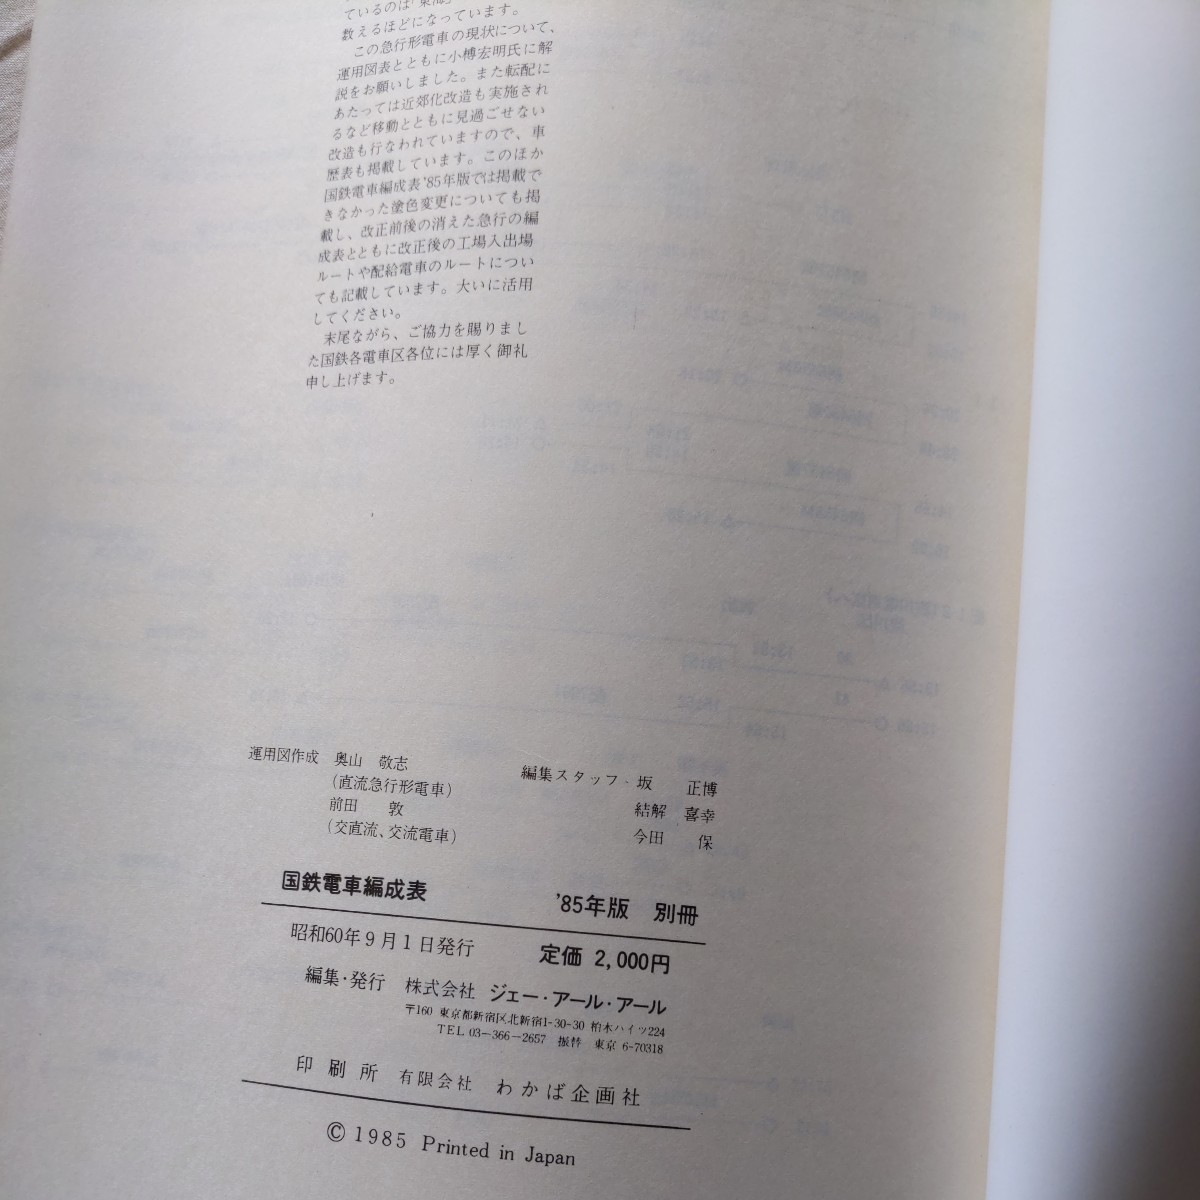 ているのは「東海」
数えるほどになっています。
この急行形電車の現状について、
運用図表とともに小榑宏明氏に解
説をお願いしました。また転配に
あたっては近郊化改造も実施され
るなど移動とともに見過ごせない
改造も行なわれていますので、車
歴表も掲載しています。このほか
国鉄電車編成表'85年版では掲載で
きなかった塗色変更についても掲
載し、改正前後の消えた急行の編
成表とともに改正後の工場入出場
ルートや配給電車のルートについ
ても記載しています。大いに活用
してください。
末尾ながら、ご協力を賜りまし
た国鉄各電車区各位には厚く御礼
申し上げます。
運用図作成 奥山 敬志
(直流急行形電車)
前田 敦
(交直流、交流電車)
編集スタッフ・坂 正博
結解 喜幸
今田 保
国鉄電車編成表 '85年版 別冊
昭和60年9月1日発行 定価 2,000円
編集・発行 株式会社 ジェー・アール・アール
〒160 東京都新宿区北新宿1-30-30 柏木ハイツ224
TEL 03-366-2657 振替 東京 6-70318
印刷所 有限会社 わかば企画社
© 1985 Printed in Japan